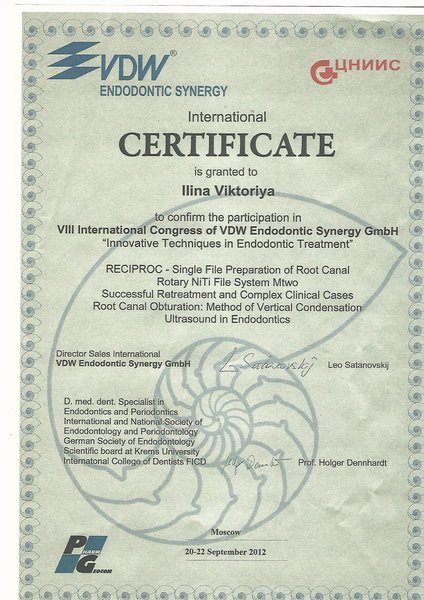 VDW®
ENDODONTIC SYNERGY
ЦНИИС
International
CERTIFICATE
is granted to
Ilina Viktoriya
to confirm the participation in
VIII International Congress of VDW Endodontic Synergy GmbH
"Innovative Techniques in Endodontic Treatment"
RECIPROC - Single File Preparation of Root Canal
Rotary NiTi File System Mtwo
Successful Retreatment and Complex Clinical Cases
Root Canal Obturation: Method of Vertical Condensation
Ultrasound in Endodontics
Director Sales International
VDW Endodontic Synergy GmbH
L Satanovskij
Leo Satanovskij
D. med. dent. Specialist in
Endodontics and Periodontics
International and National Society of
Endodontology and Periodontology
German Society of Endodontology
Scientific board at Krems University
International College of Dentists FICD
Prof. Holger Dennhardt
Moscow
20-22 September 2012
PHARM
GEOCOM